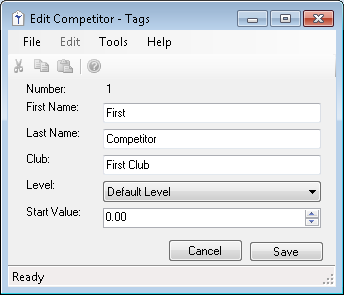 Edit Competitor - Tags
File Edit Tools Help
Number: 1
First Name: First
Last Name: Competitor
Club: First Club
Level: Default Level
Start Value: 0.00
Cancel Save
Ready